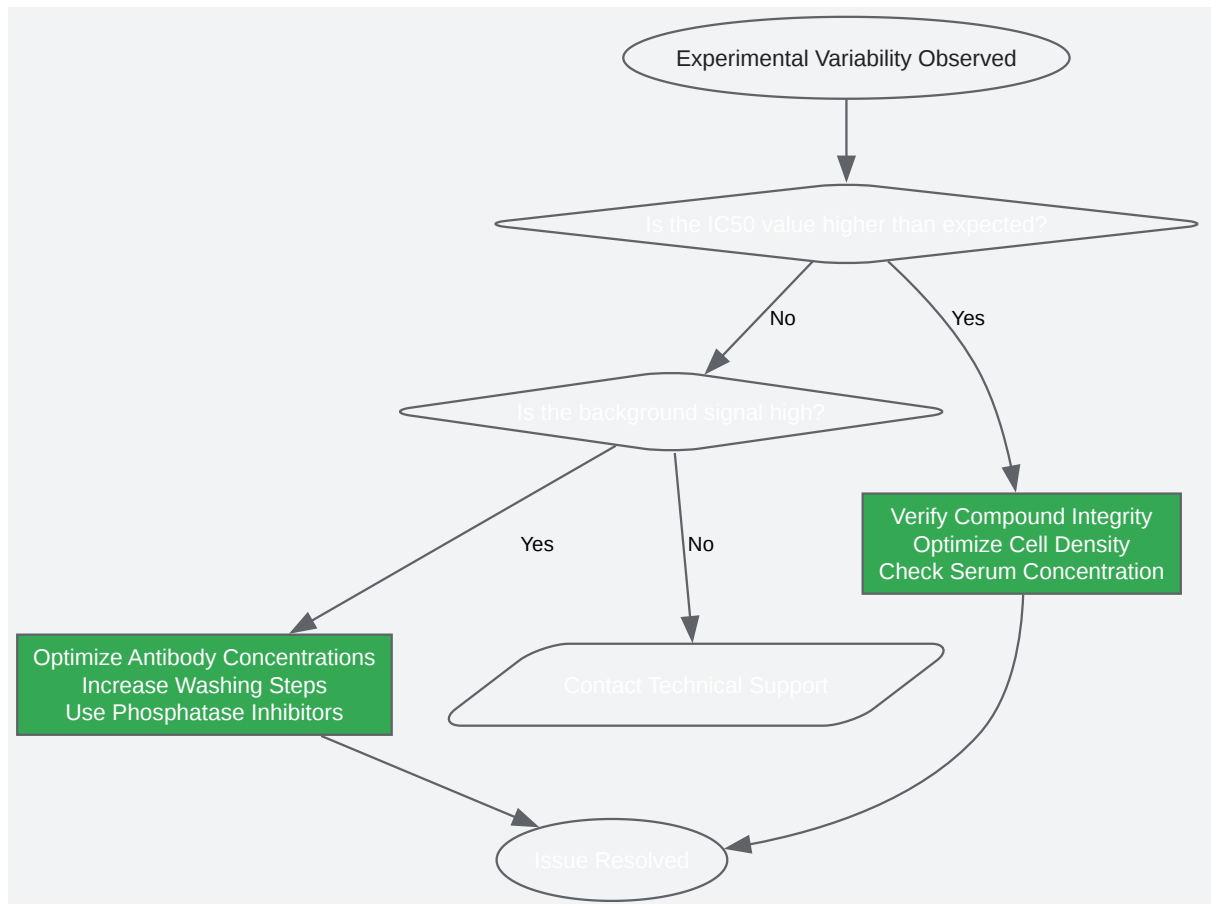 Experimental Variability Observed
Is the IC50 value higher than expected?
No
Yes
Is the background signal high?
Verify Compound Integrity
Optimize Cell Density
Check Serum Concentration
Yes
No
Optimize Antibody Concentrations
Increase Washing Steps
Use Phosphatase Inhibitors
Contact Technical Support
Issue Resolved